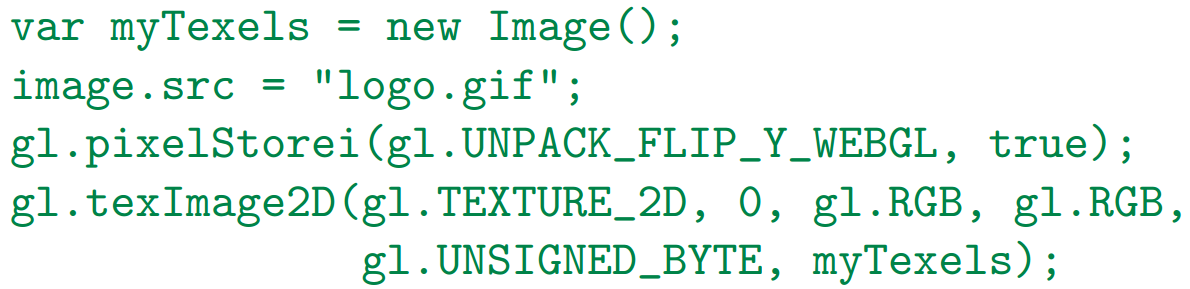 var myTexels = new Image();
image.src = "logo.gif";
gl.pixelStorei(gl.UNPACK_FLIP_Y_WEBGL, true);
gl.texImage2D(gl.TEXTURE_2D, 0, gl.RGB, gl.RGB,
gl.UNSIGNED_BYTE, myTexels);